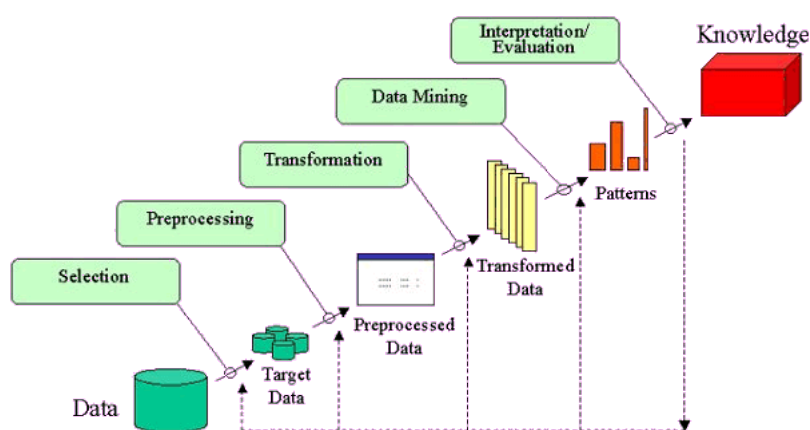 Interpretation/
Evaluation
Knowledge
Data Mining
Transformation
Patterns
Preprocessing
Transformed
Data
Selection
Preprocessed
Data
Target
Data
Data